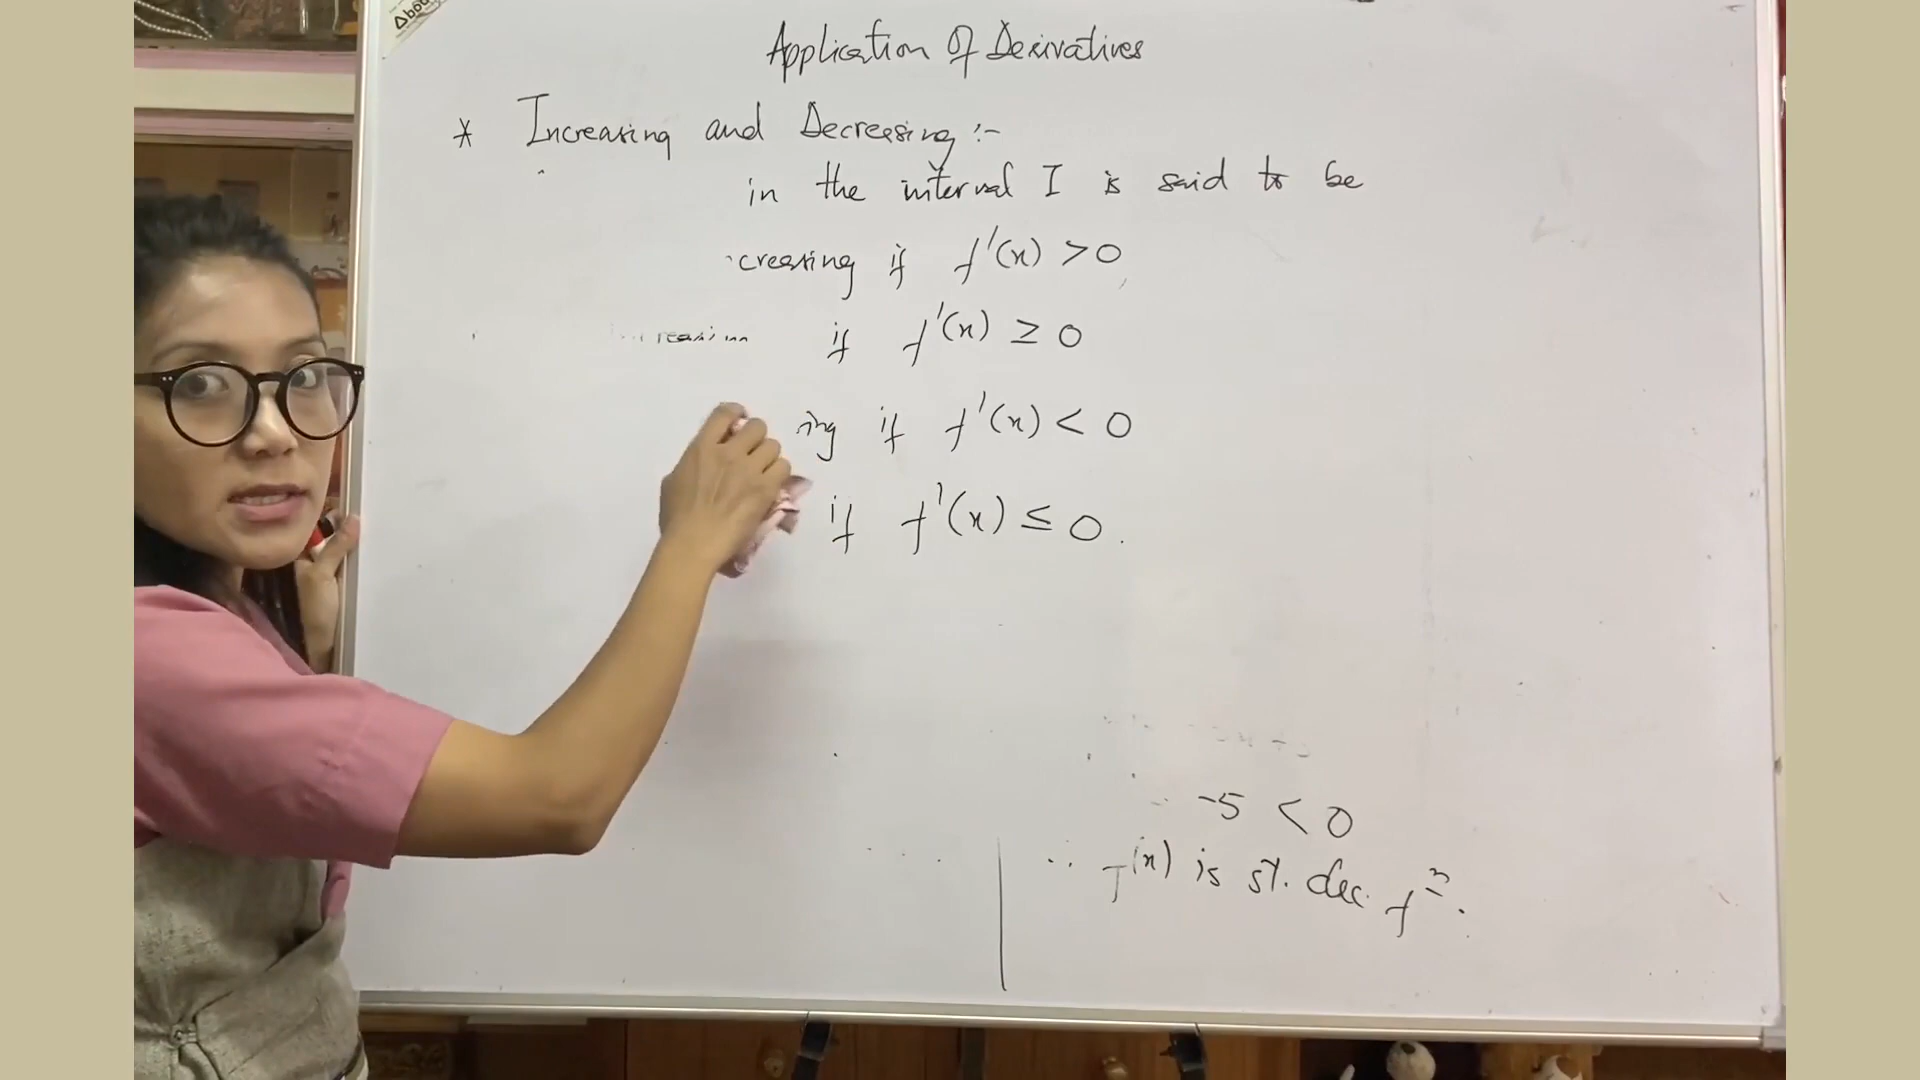 Application Of Derivatives
* Increasing and Decreasing :-
in the interval I is said to be
creasing if f'(x) > 0
if f'(x) ≥ 0
ing if f'(x) < 0
if f'(x) ≤ 0.
-5 < 0
∴ f(x) is st. dec. fⁿ.